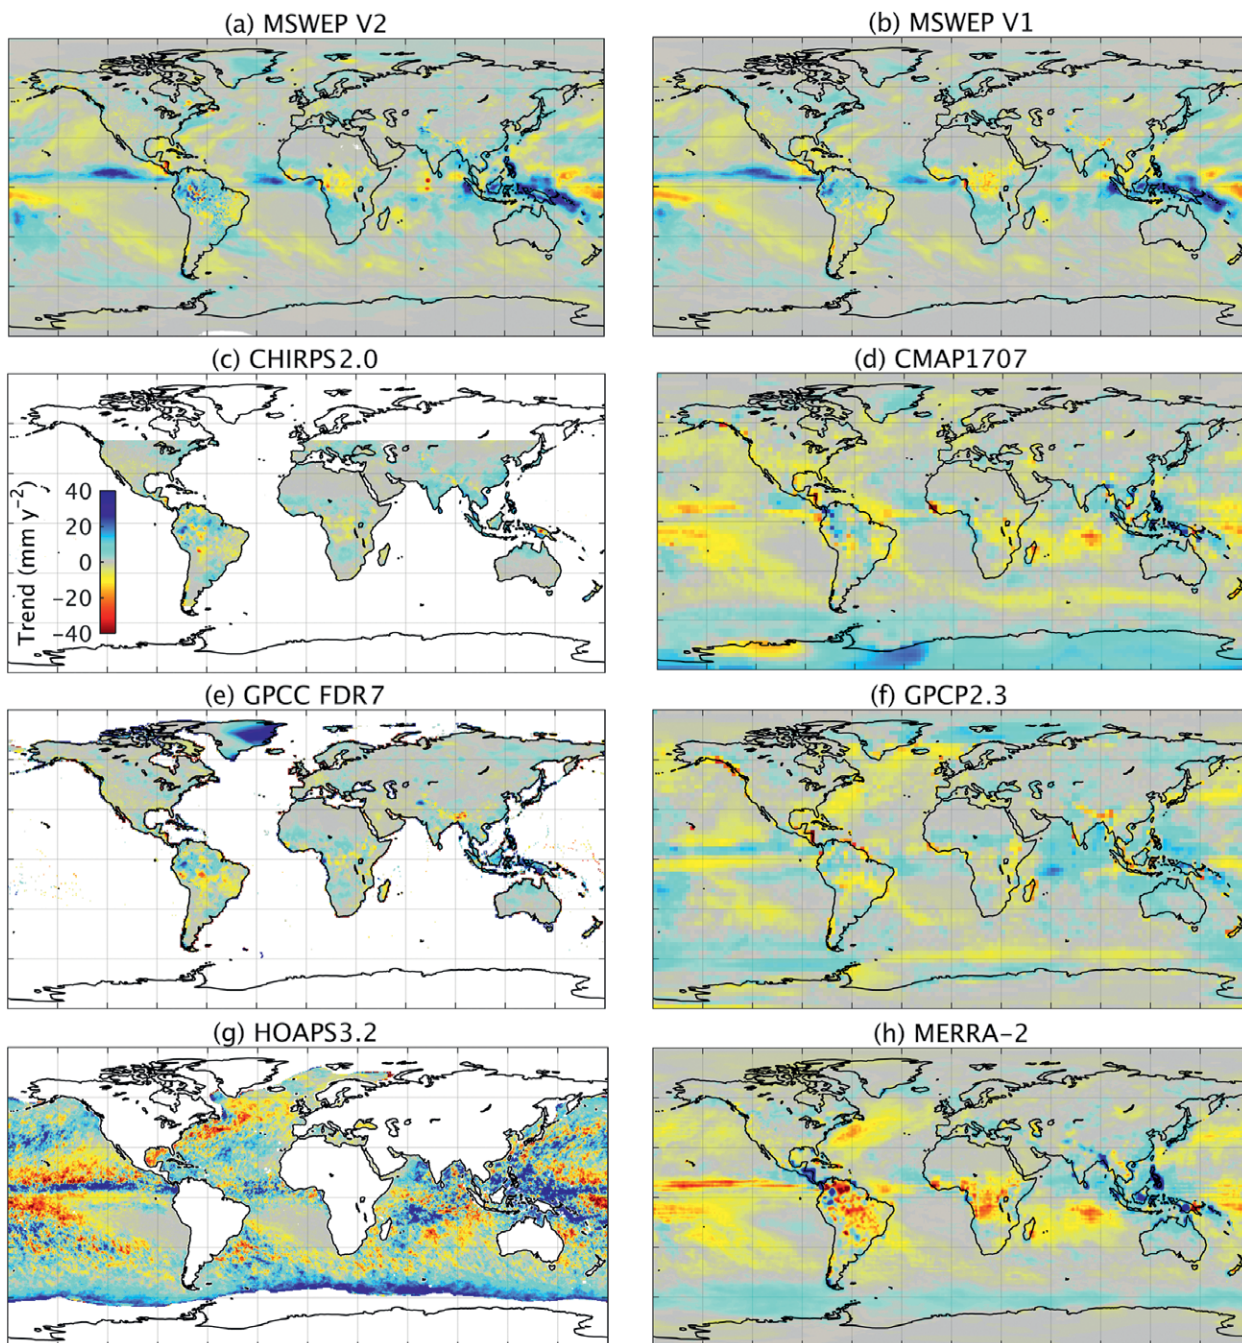 (a) MSWEP V2
(b) MSWEP V1
(c) CHIRPS2.0
(d) CMAP1707
Trend (mm y⁻²)
40
20
0
−20
−40
(e) GPCC FDR7
(f) GPCP2.3
(g) HOAPS3.2
(h) MERRA−2